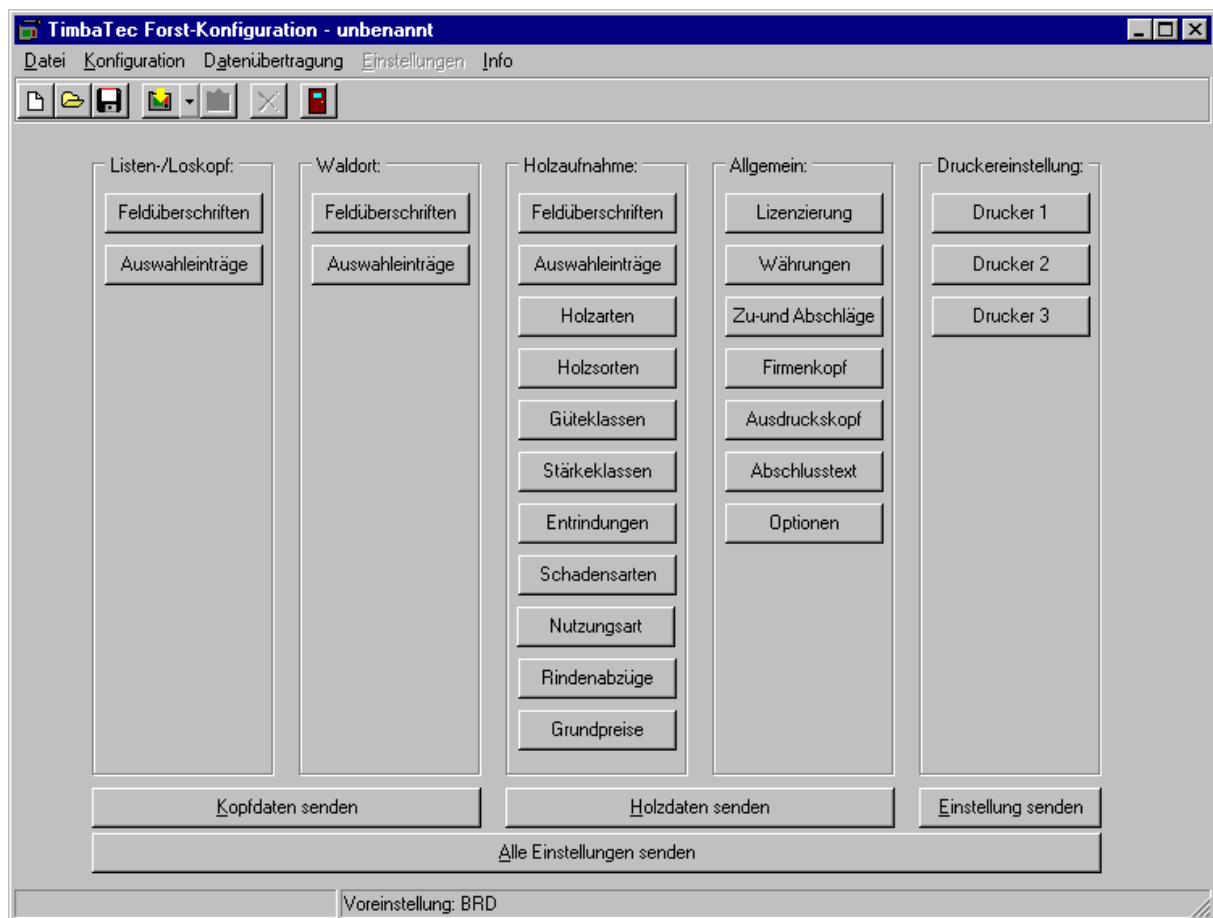 TimbaTec Forst-Konfiguration - unbenannt
Datei Konfiguration Datenübertragung Einstellungen Info
Listen-/Loskopf:
Feldüberschriften
Auswahleinträge
Waldort:
Feldüberschriften
Auswahleinträge
Holzaufnahme:
Feldüberschriften
Auswahleinträge
Holzarten
Holzsorten
Güteklassen
Stärkeklassen
Entrindungen
Schadensarten
Nutzungsart
Rindenabzüge
Grundpreise
Allgemein:
Lizenzierung
Währungen
Zu-und Abschläge
Firmenkopf
Ausdruckskopf
Abschlusstext
Optionen
Druckereinstellung:
Drucker 1
Drucker 2
Drucker 3
Kopfdaten senden
Holzdaten senden
Einstellung senden
Alle Einstellungen senden
Voreinstellung: BRD